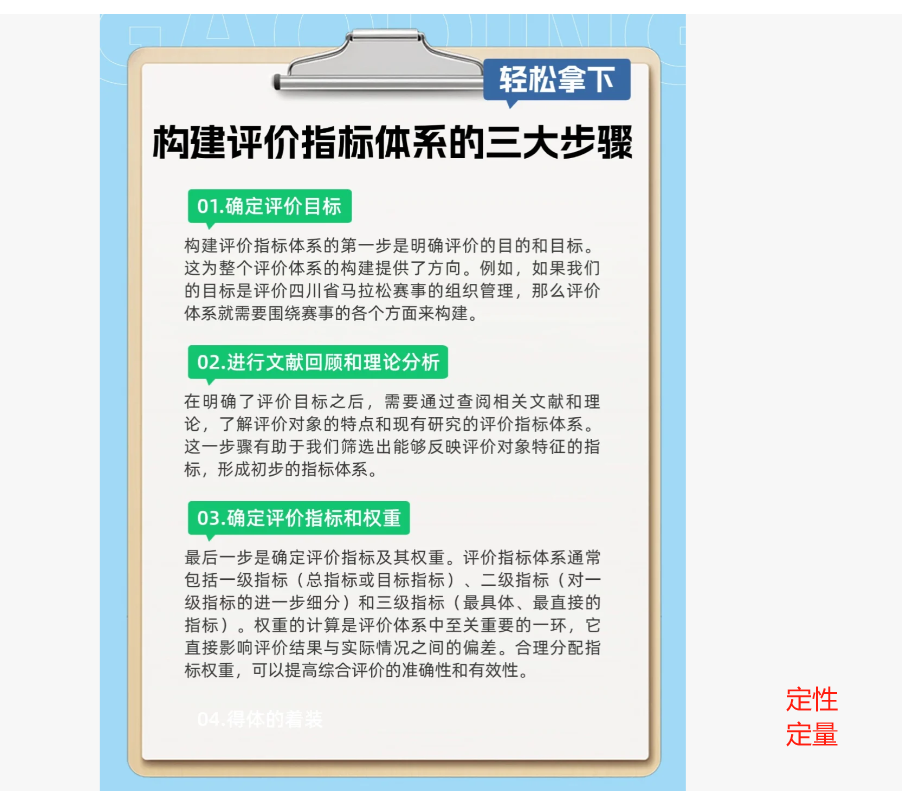 轻松拿下
构建评价指标体系的三大步骤
01.确定评价目标
构建评价指标体系的第一步是明确评价的目的和目标。
这为整个评价体系的构建提供了方向。例如，如果我们
的目标是评价四川省马拉松赛事的组织管理，那么评价
体系就需要围绕赛事的各个方面来构建。
02.进行文献回顾和理论分析
在明确了评价目标之后，需要通过查阅相关文献和理
论，了解评价对象的特点和现有研究的评价指标体系。
这一步骤有助于我们筛选出能够反映评价对象特征的指
标，形成初步的指标体系。
03.确定评价指标和权重
最后一步是确定评价指标及其权重。评价指标体系通常
包括一级指标（总指标或目标指标）、二级指标（对一
级指标的进一步细分）和三级指标（最具体、最直接的
指标）。权重的计算是评价体系中至关重要的一环，它
直接影响评价结果与实际情况之间的偏差。合理分配指
标权重，可以提高综合评价的准确性和有效性。
04.得体的着装
定性
定量